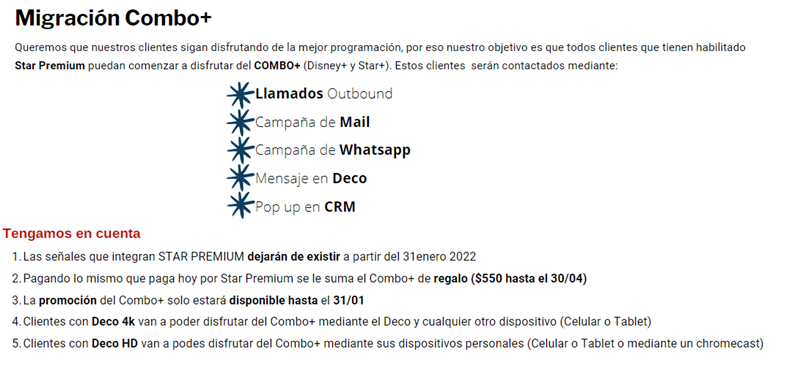 Migración Combo+
Queremos que nuestros clientes sigan disfrutando de la mejor programación, por eso nuestro objetivo es que todos clientes que tienen habilitado
Star Premium puedan comenzar a disfrutar del COMBO+ (Disney+ y Star+). Estos clientes serán contactados mediante:
Llamados Outbound
Campaña de Mail
Campaña de Whatsapp
Mensaje en Deco
Pop up en CRM
Tengamos en cuenta
1. Las señales que integran STAR PREMIUM dejarán de existir a partir del 31enero 2022
2. Pagando lo mismo que paga hoy por Star Premium se le suma el Combo+ de regalo ($550 hasta el 30/04)
3. La promoción del Combo+ solo estará disponible hasta el 31/01
4. Clientes con Deco 4k van a poder disfrutar del Combo+ mediante el Deco y cualquier otro dispositivo (Celular o Tablet)
5. Clientes con Deco HD van a podes disfrutar del Combo+ mediante sus dispositivos personales (Celular o Tablet o mediante un chromecast)